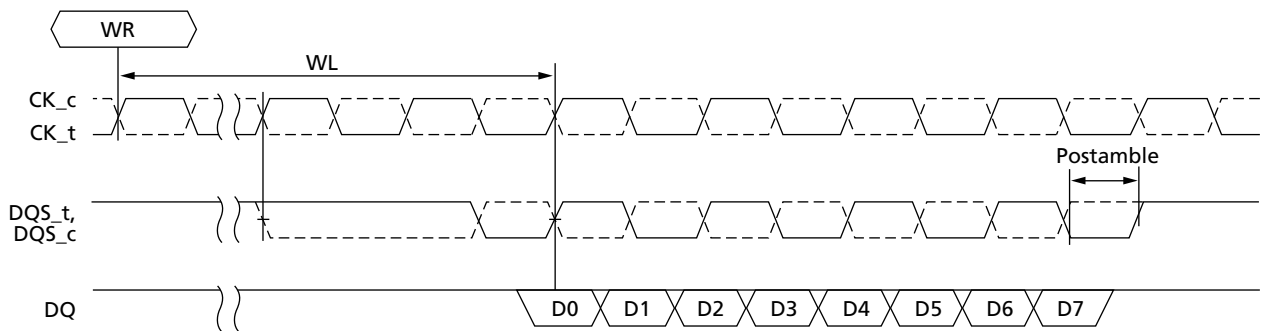 WR
WL
CK_c
CK_t
Postamble
DQS_t,
DQS_c
DQ D0 D1 D2 D3 D4 D5 D6 D7